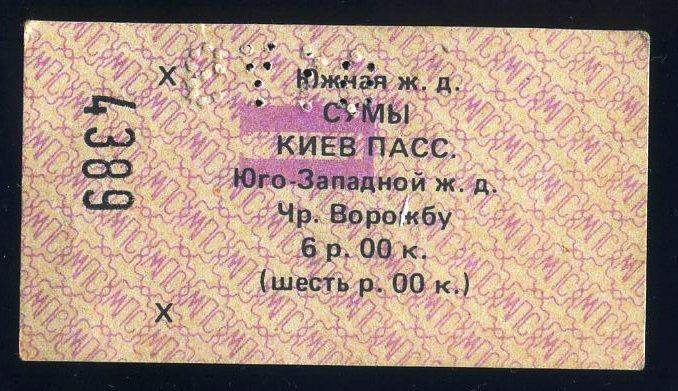 4389
Х
Южная ж. д.
СУМЫ
КИЕВ ПАСС.
Юго-Западной ж. д.
Чр. Ворожбу
6 р. 00 к.
(шесть р. 00 к.)
Х